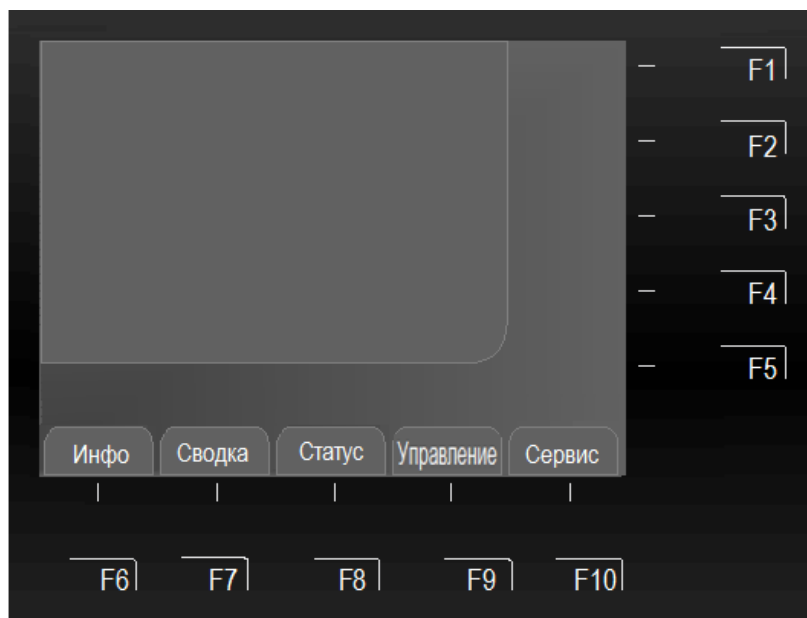 F1
F2
F3
F4
F5
Инфо Сводка Статус Управление Сервис
F6 F7 F8 F9 F10